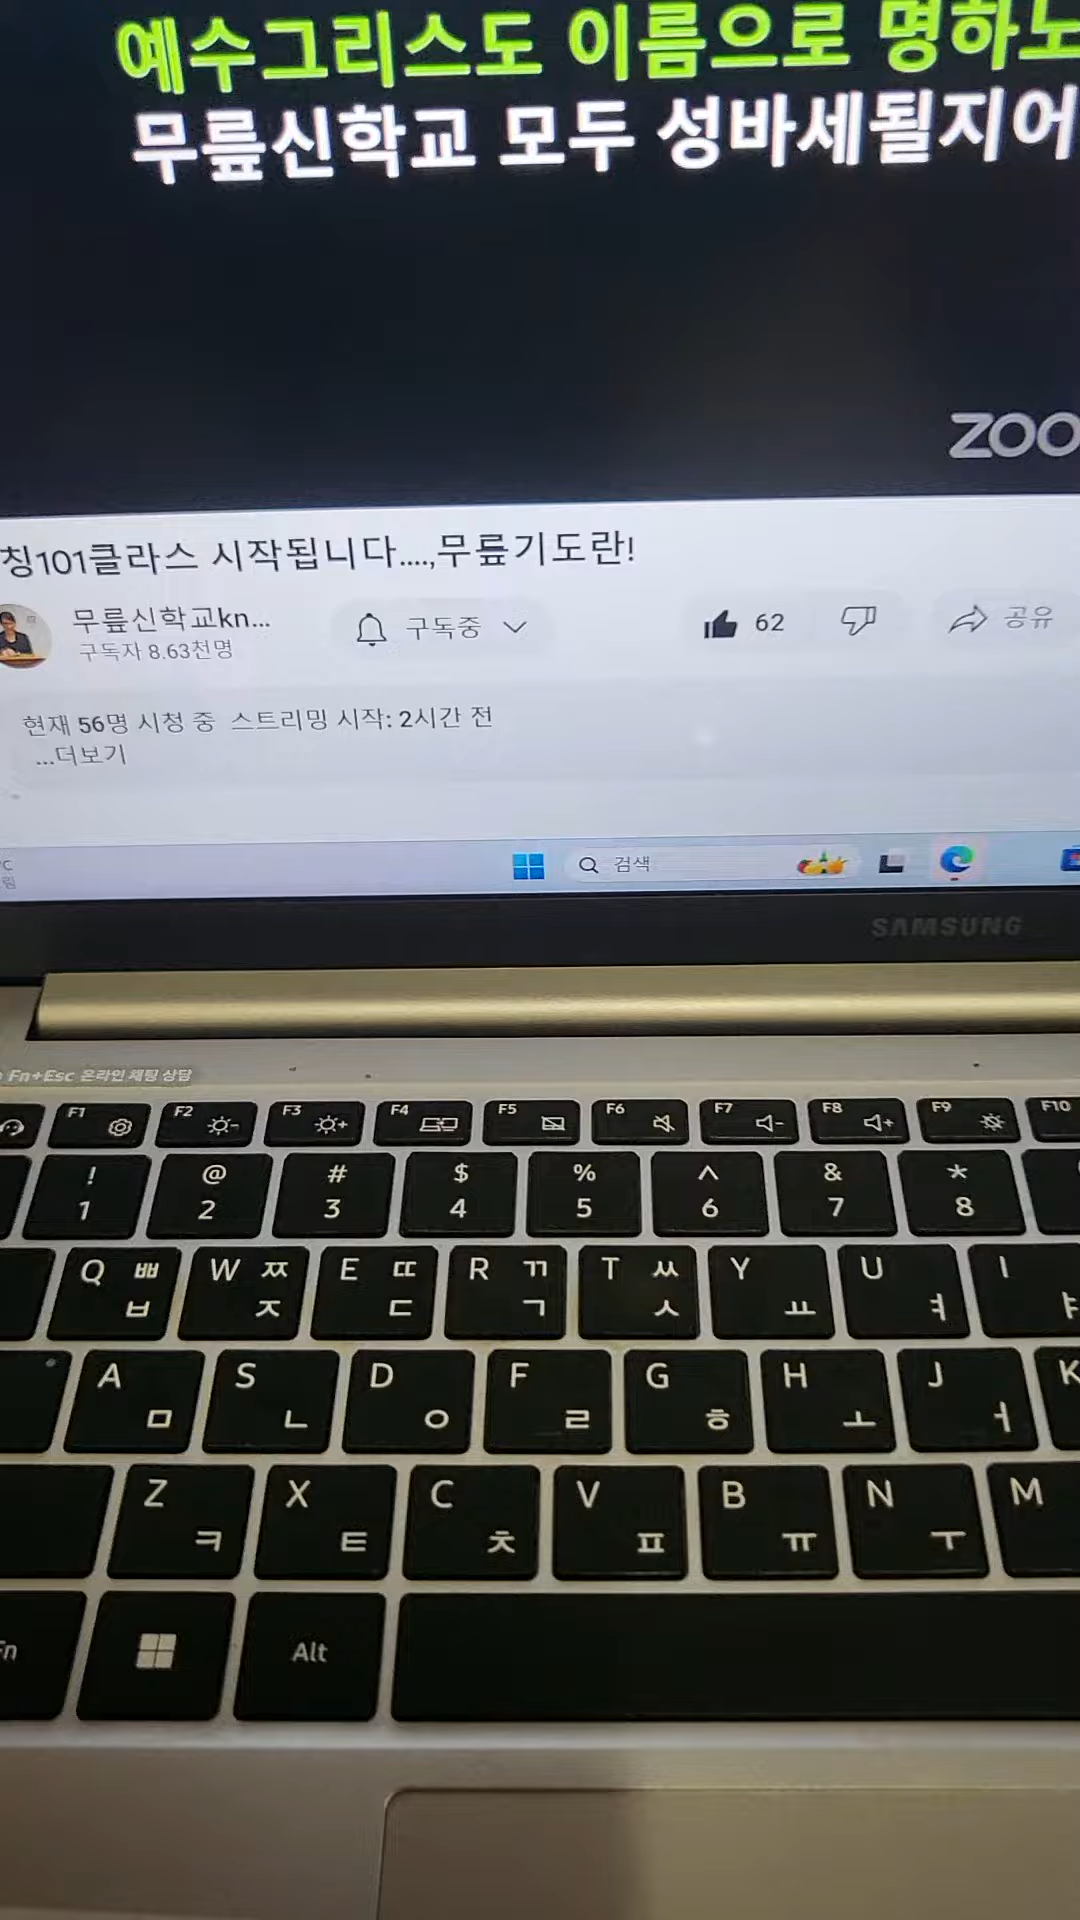 예수그리스도 이름으로 명하노
무릎신학교 모두 성바세될지어
ZOO
칭101클라스 시작됩니다....,무릎기도란!
무릎신학교kn...
구독자 8.63천명
구독중
62
공유
현재 56명 시청 중 스트리밍 시작: 2시간 전
...더보기
검색
SAMSUNG
Fn+Esc 온라인 채팅 상담
F1 F2 F3 F4 F5 F6 F7 F8 F9 F10
! @ # $ % ^ & *
1 2 3 4 5 6 7 8
Q ㅃ W ㅉ E ㄸ R ㄲ T ㅆ Y U I
ㅂ ㅈ ㄷ ㄱ ㅅ ㅛ ㅕ ㅑ
A S D F G H J K
ㅁ ㄴ ㅇ ㄹ ㅎ ㅗ ㅓ
Z X C V B N M
ㅋ ㅌ ㅊ ㅍ ㅠ ㅜ
Fn Alt